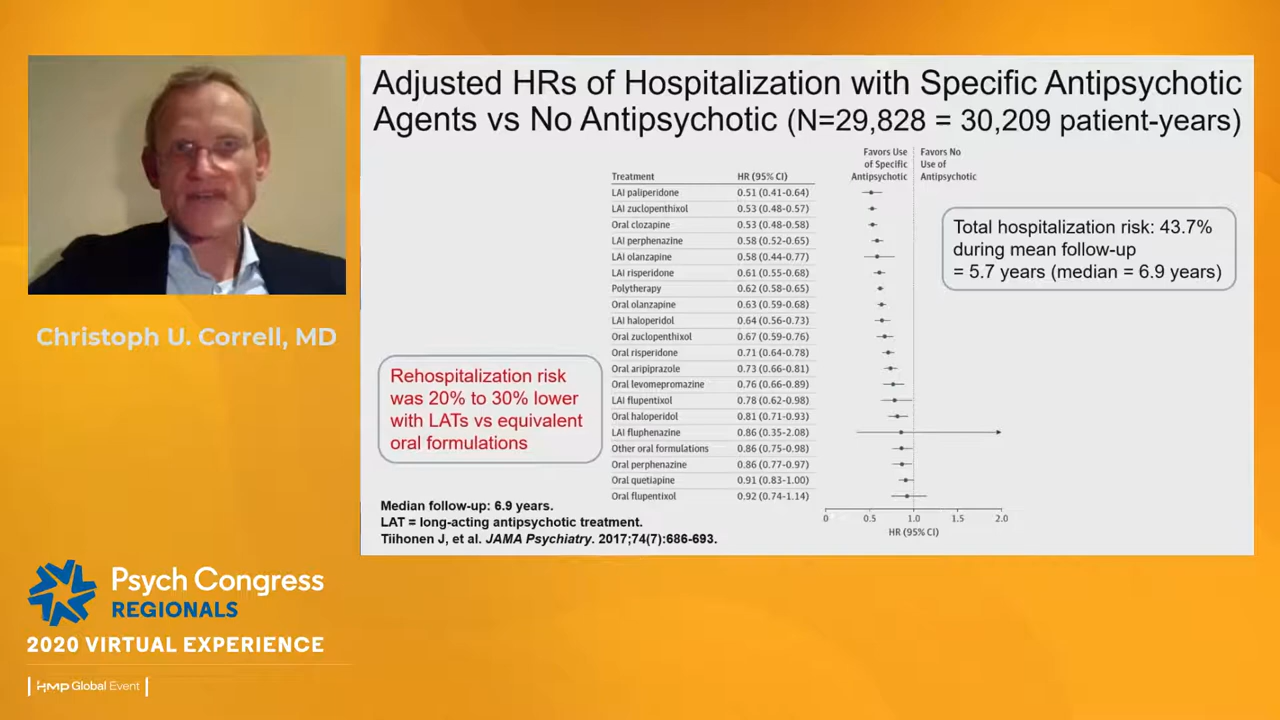 Adjusted HRs of Hospitalization with Specific Antipsychotic
Agents vs No Antipsychotic (N=29,828 = 30,209 patient-years)
Favors Use
of Specific
Antipsychotic
Favors No
Use of
Antipsychotic
Treatment HR (95% CI)
LAI paliperidone 0.51 (0.41-0.64)
LAI zuclopenthixol 0.53 (0.48-0.57)
Oral clozapine 0.53 (0.48-0.58)
LAI perphenazine 0.58 (0.52-0.65)
LAI olanzapine 0.58 (0.44-0.77)
LAI risperidone 0.61 (0.55-0.68)
Polytherapy 0.62 (0.58-0.65)
Oral olanzapine 0.63 (0.59-0.68)
LAI haloperidol 0.64 (0.56-0.73)
Oral zuclopenthixol 0.67 (0.59-0.76)
Oral risperidone 0.71 (0.64-0.78)
Oral aripiprazole 0.73 (0.66-0.81)
Oral levomepromazine 0.76 (0.66-0.89)
LAI flupentixol 0.78 (0.62-0.98)
Oral haloperidol 0.81 (0.71-0.93)
LAI fluphenazine 0.86 (0.35-2.08)
Other oral formulations 0.86 (0.75-0.98)
Oral perphenazine 0.86 (0.77-0.97)
Oral quetiapine 0.91 (0.83-1.00)
Oral flupentixol 0.92 (0.74-1.14)
0 0.5 1.0 1.5 2.0
HR (95% CI)
Total hospitalization risk: 43.7%
during mean follow-up
= 5.7 years (median = 6.9 years)
Rehospitalization risk
was 20% to 30% lower
with LATs vs equivalent
oral formulations
Median follow-up: 6.9 years.
LAT = long-acting antipsychotic treatment.
Tiihonen J, et al. JAMA Psychiatry. 2017;74(7):686-693.
Christoph U. Correll, MD
Psych Congress
REGIONALS
2020 VIRTUAL EXPERIENCE
HMP Global Event